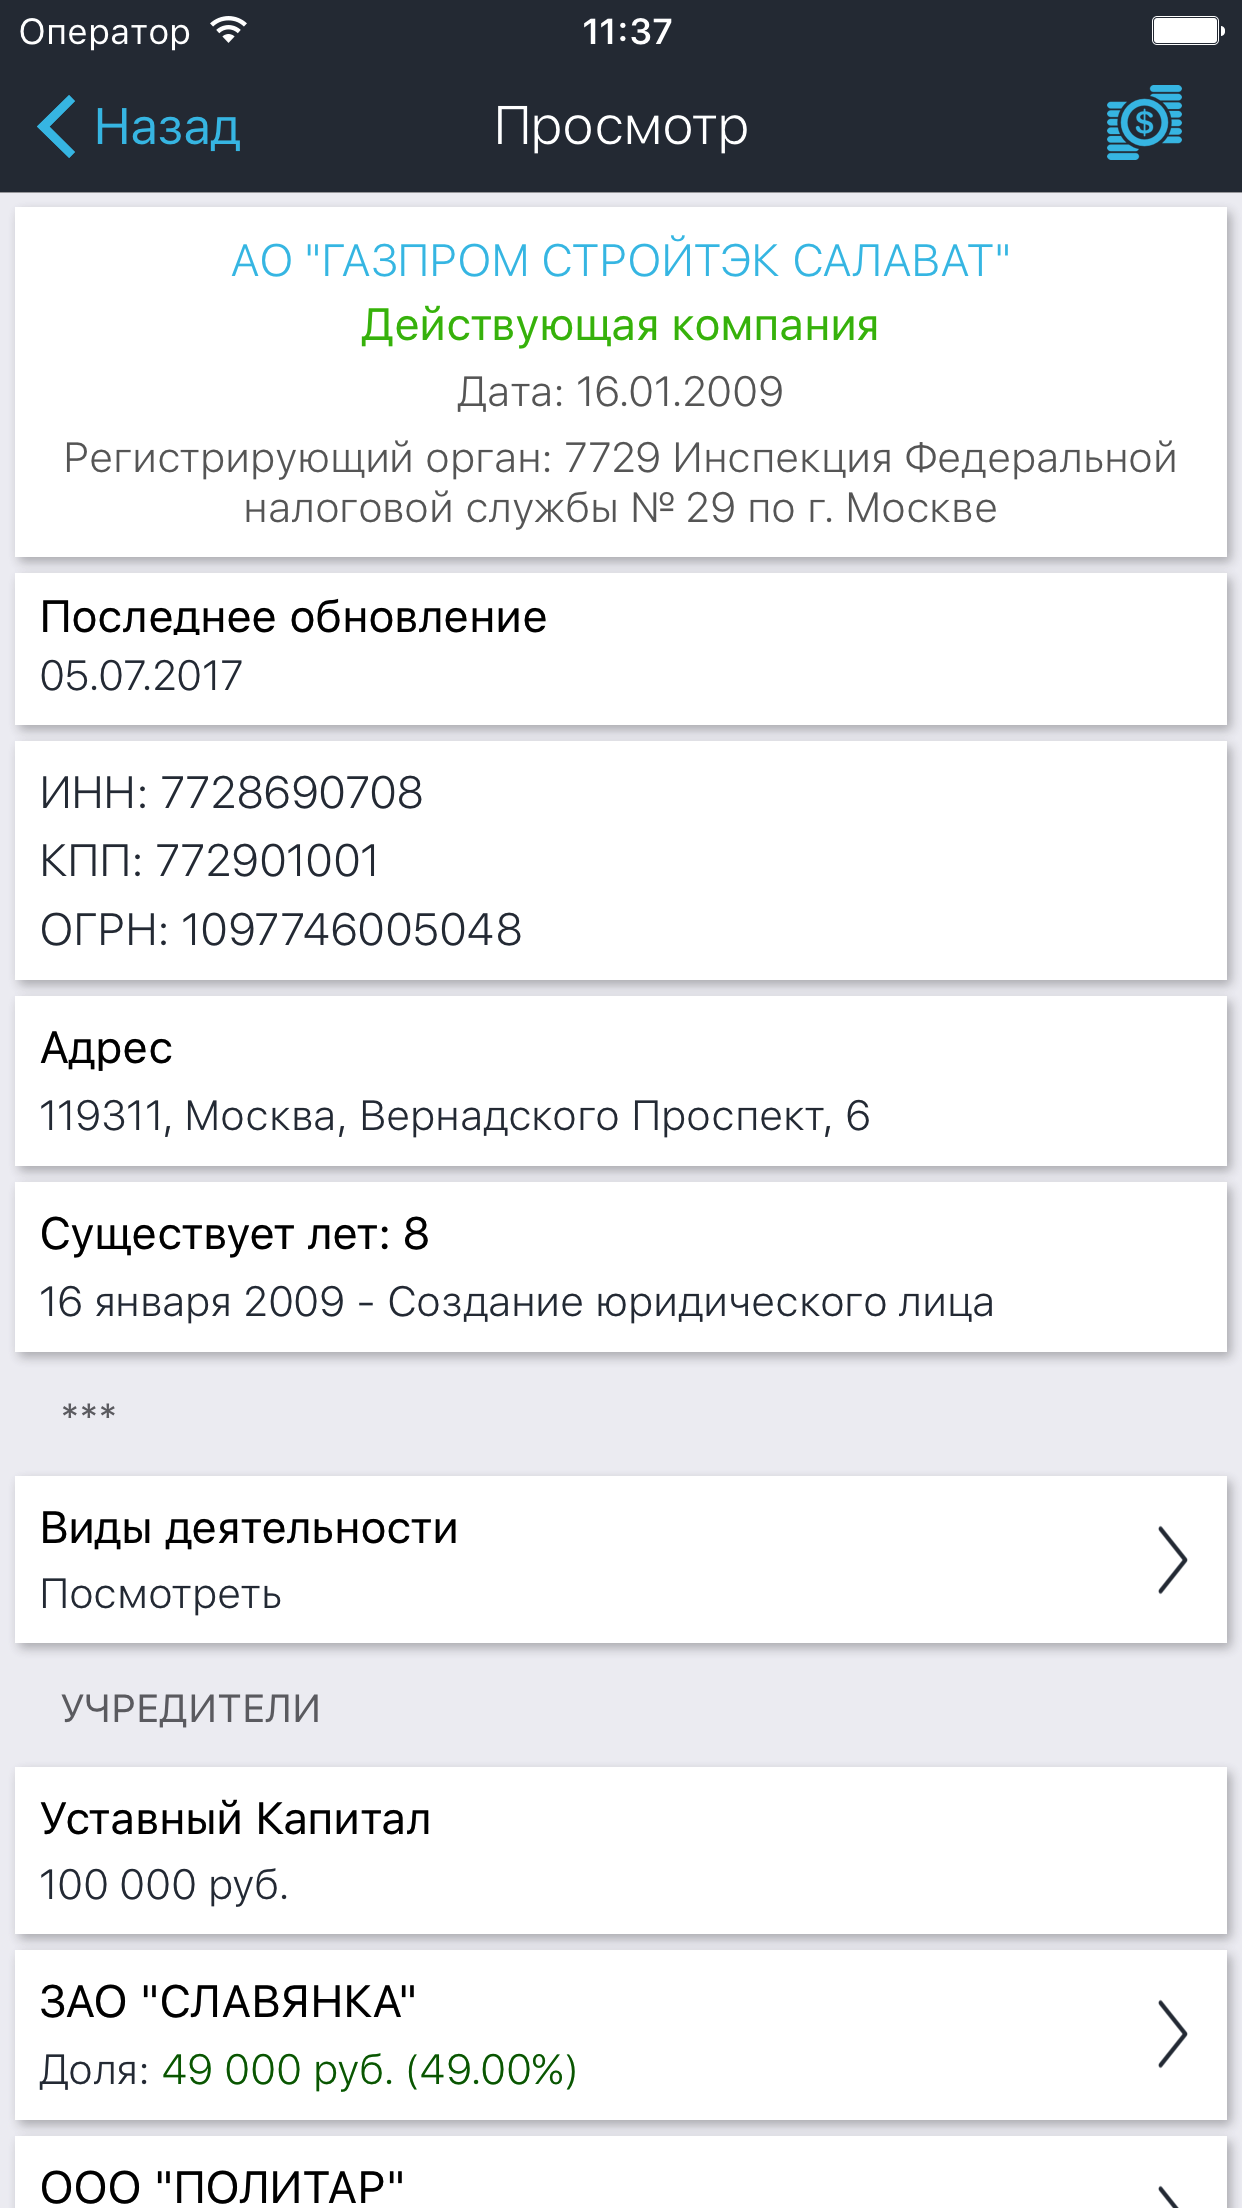 Оператор 11:37
Назад Просмотр
$
АО "ГАЗПРОМ СТРОЙТЭК САЛАВАТ"
Действующая компания
Дата: 16.01.2009
Регистрирующий орган: 7729 Инспекция Федеральной
налоговой службы № 29 по г. Москве
Последнее обновление
05.07.2017
ИНН: 7728690708
КПП: 772901001
ОГРН: 1097746005048
Адрес
119311, Москва, Вернадского Проспект, 6
Существует лет: 8
16 января 2009 - Создание юридического лица
***
Виды деятельности
Посмотреть
УЧРЕДИТЕЛИ
Уставный Капитал
100 000 руб.
ЗАО "СЛАВЯНКА"
Доля: 49 000 руб. (49.00%)
ООО "ПОЛИТАР"